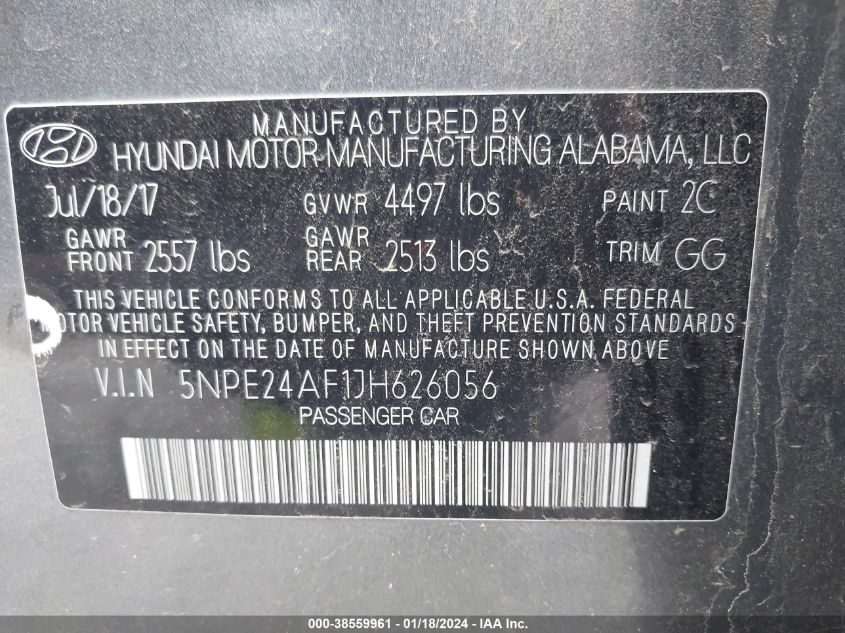 MANUFACTURED BY
HYUNDAI MOTOR MANUFACTURING ALABAMA, LLC
Jul/18/17 GVWR 4497 lbs PAINT 2C
GAWR FRONT 2557 lbs GAWR REAR 2513 lbs TRIM GG
THIS VEHICLE CONFORMS TO ALL APPLICABLE U.S.A. FEDERAL
MOTOR VEHICLE SAFETY, BUMPER, AND THEFT PREVENTION STANDARDS
IN EFFECT ON THE DATE OF MANUFACTURE SHOWN ABOVE
V.I.N 5NPE24AF1JH626056
PASSENGER CAR
000-38559961 - 01/18/2024 - IAA Inc.